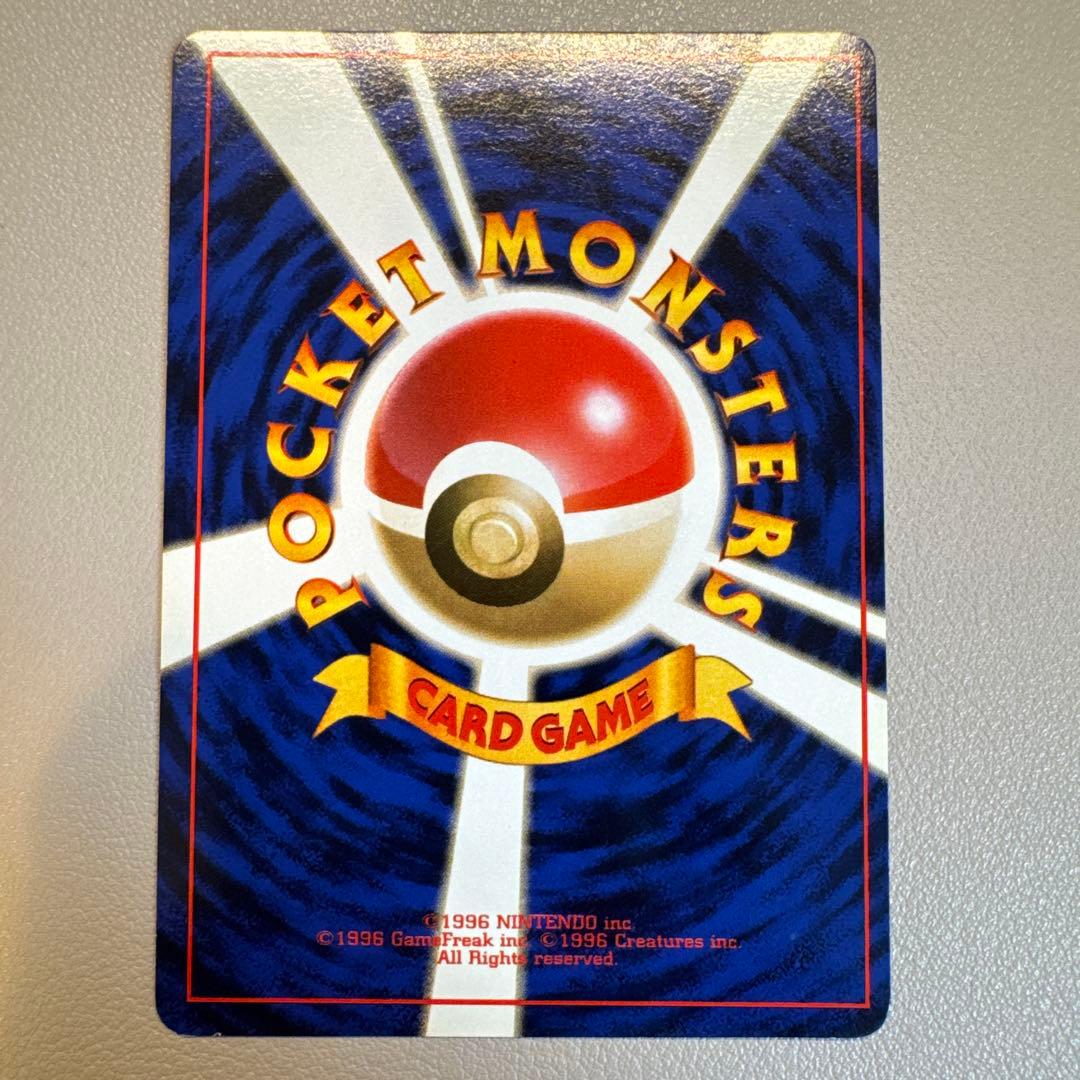 POCKET MONSTERS
CARD GAME
©1996 NINTENDO inc.
©1996 GameFreak inc. ©1996 Creatures inc.
All Rights reserved.